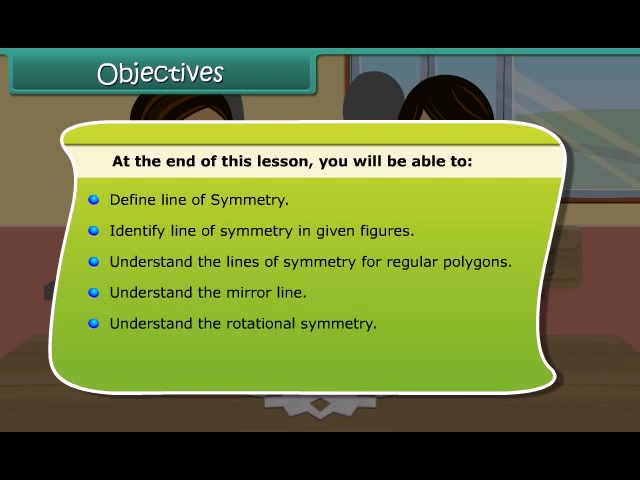 Objectives
At the end of this lesson, you will be able to:
Define line of Symmetry.
Identify line of symmetry in given figures.
Understand the lines of symmetry for regular polygons.
Understand the mirror line.
Understand the rotational symmetry.